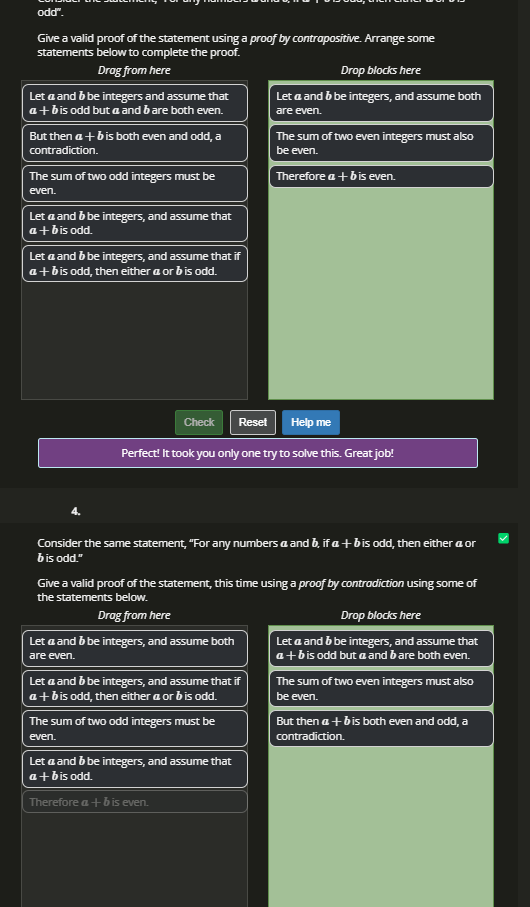 odd”.
Give a valid proof of the statement using a proof by contrapositive. Arrange some
statements below to complete the proof.
Drag from here
Drop blocks here
Let a and b be integers and assume that
a + b is odd but a and b are both even.
But then a + b is both even and odd, a
contradiction.
The sum of two odd integers must be
even.
Let a and b be integers, and assume that
a + b is odd.
Let a and b be integers, and assume that if
a + b is odd, then either a or b is odd.
Let a and b be integers, and assume both
are even.
The sum of two even integers must also
be even.
Therefore a + b is even.
Check
Reset
Help me
Perfect! It took you only one try to solve this. Great job!
4.
Consider the same statement, “For any numbers a and b, if a + b is odd, then either a or
b is odd.”
Give a valid proof of the statement, this time using a proof by contradiction using some of
the statements below.
Drag from here
Drop blocks here
Let a and b be integers, and assume both
are even.
Let a and b be integers, and assume that if
a + b is odd, then either a or b is odd.
The sum of two odd integers must be
even.
Let a and b be integers, and assume that
a + b is odd.
Therefore a + b is even.
Let a and b be integers, and assume that
a + b is odd but a and b are both even.
The sum of two even integers must also
be even.
But then a + b is both even and odd, a
contradiction.